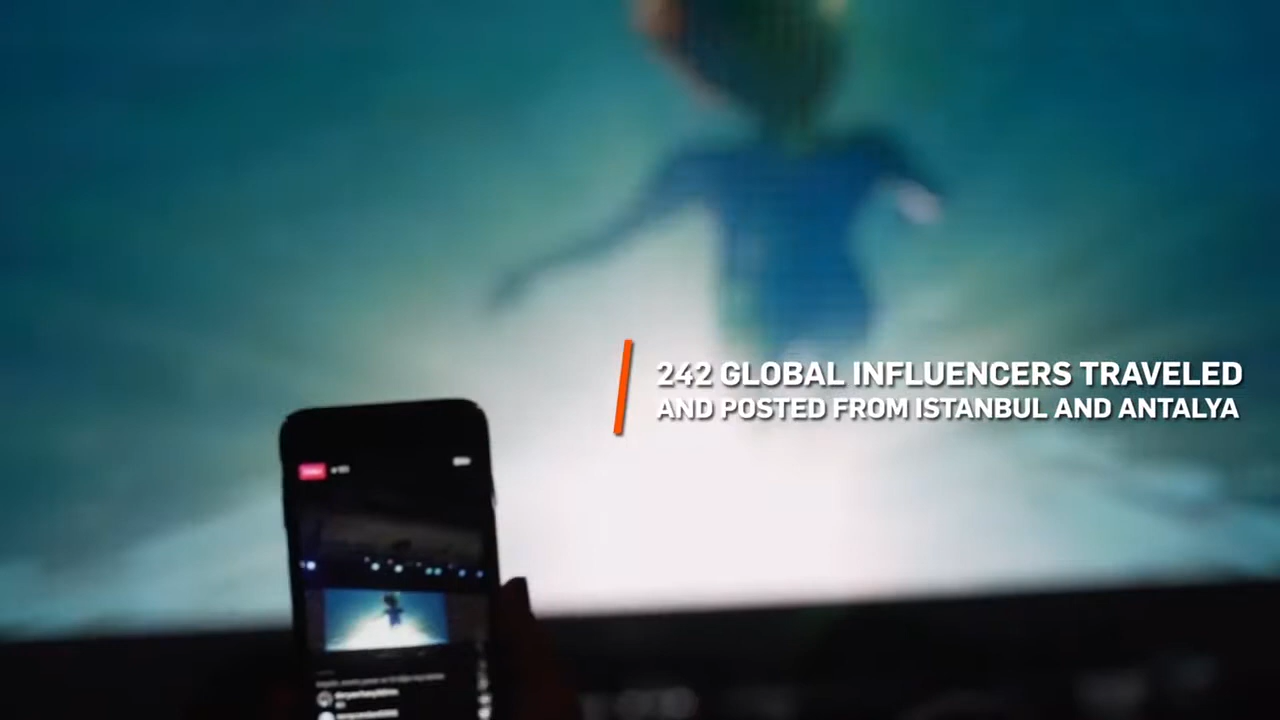 242 GLOBAL INFLUENCERS TRAVELED
AND POSTED FROM ISTANBUL AND ANTALYA